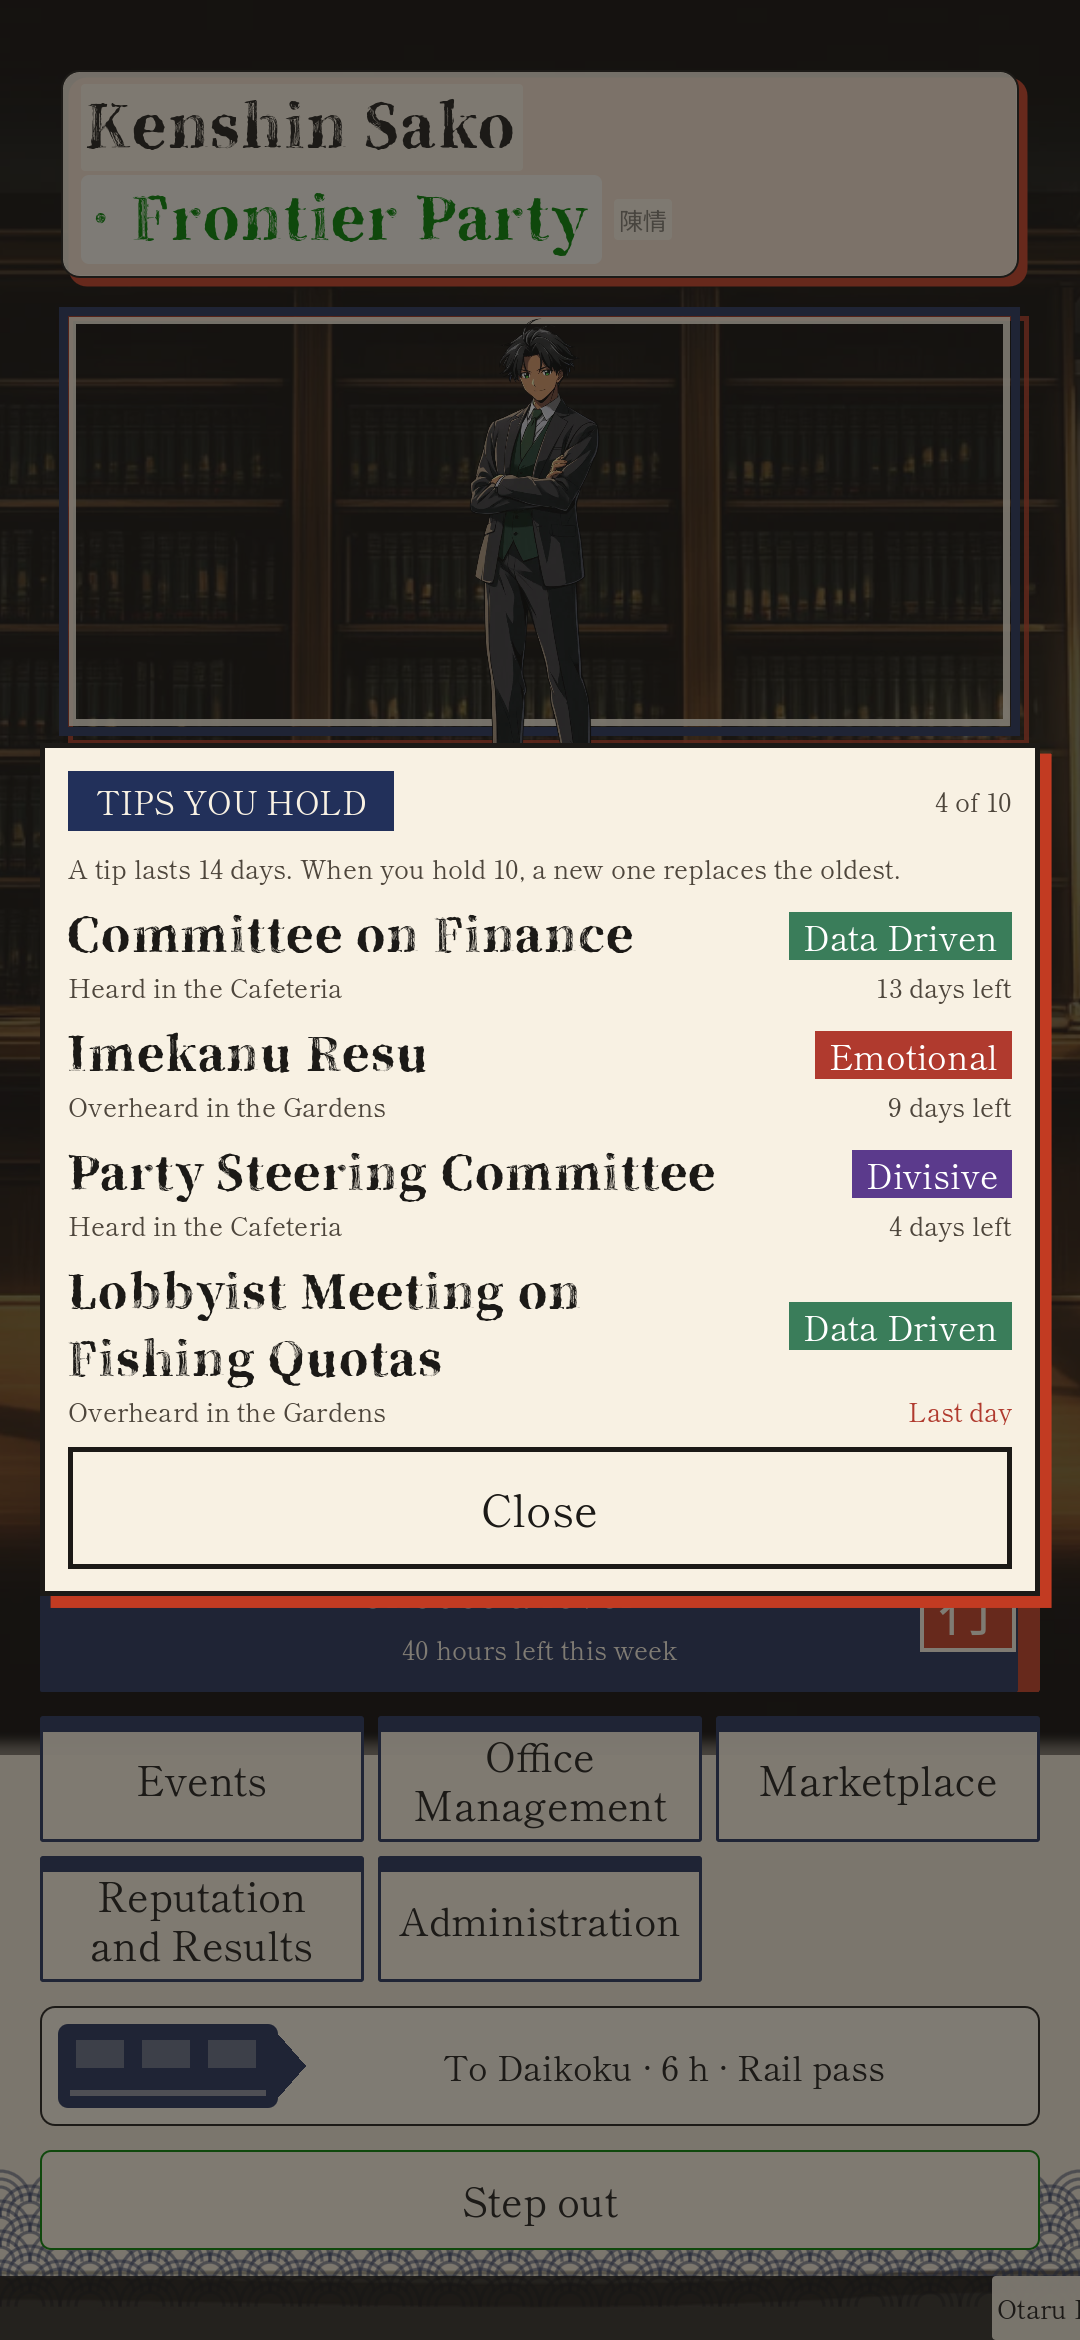 Kenshin Sako
· Frontier Party 陳情
TIPS YOU HOLD
4 of 10
A tip lasts 14 days. When you hold 10, a new one replaces the oldest.
Committee on Finance
Data Driven
Heard in the Cafeteria
13 days left
Imekanu Resu
Emotional
Overheard in the Gardens
9 days left
Party Steering Committee
Divisive
Heard in the Cafeteria
4 days left
Lobbyist Meeting on
Fishing Quotas
Data Driven
Overheard in the Gardens
Last day
Close
40 hours left this week
Events
Office
Management
Marketplace
Reputation
and Results
Administration
To Daikoku · 6 h · Rail pass
Step out
Otaru